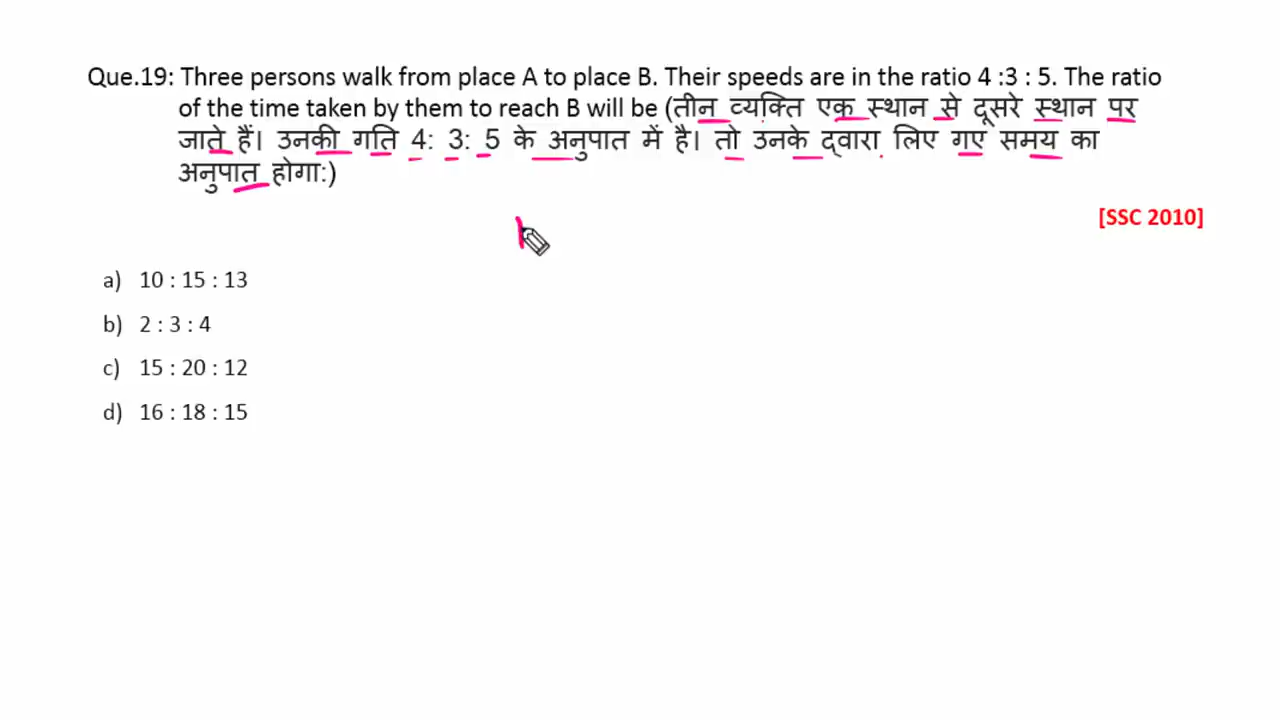 Que.19: Three persons walk from place A to place B. Their speeds are in the ratio 4 :3 : 5. The ratio
of the time taken by them to reach B will be (तीन व्यक्ति एक स्थान से दूसरे स्थान पर
जाते हैं। उनकी गति 4: 3: 5 के अनुपात में है। तो उनके द्वारा लिए गए समय का
अनुपात होगा:)
[SSC 2010]
a) 10 : 15 : 13
b) 2 : 3 : 4
c) 15 : 20 : 12
d) 16 : 18 : 15